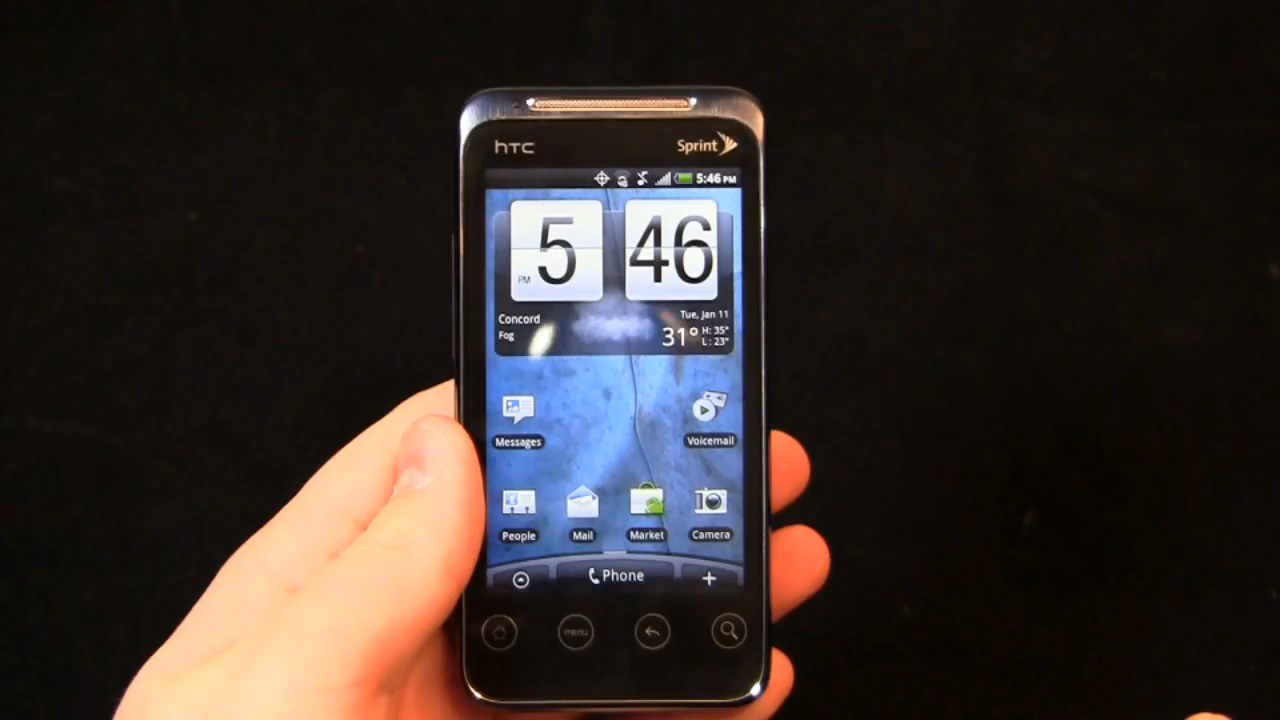 hTC Sprint
5:46 PM
PM 5 46
Concord Tue, Jan 11
Fog 31° H: 35°
L: 23°
Messages Voicemail
People Mail Market Camera
Phone
menu